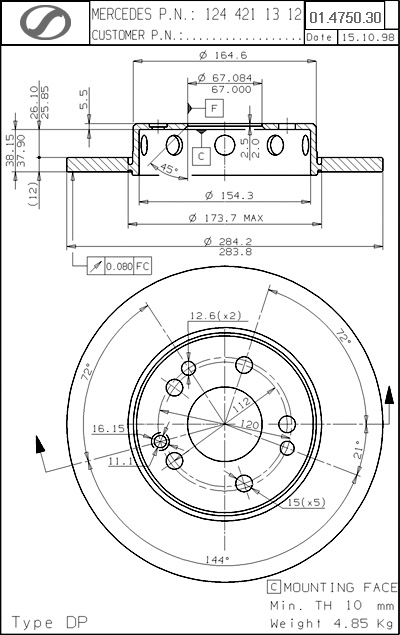 MERCEDES P.N.: 124 421 13 12
01.4750.30
CUSTOMER P.N.:...................
Date 15.10.98
Ø 164.6
Ø 67.084
67.000
5.5
26.10
25.85
F
38.15
37.90
(12)
45°
C
2.5
2.0
Ø 154.3
Ø 173.7 MAX
Ø 284.2
283.8
0.080 FC
12.6(x2)
72°
72°
112
120
16.15
11.1
21°
15(x5)
144°
C MOUNTING FACE
Min. TH 10 mm
Type DP
Weight 4.85 Kg